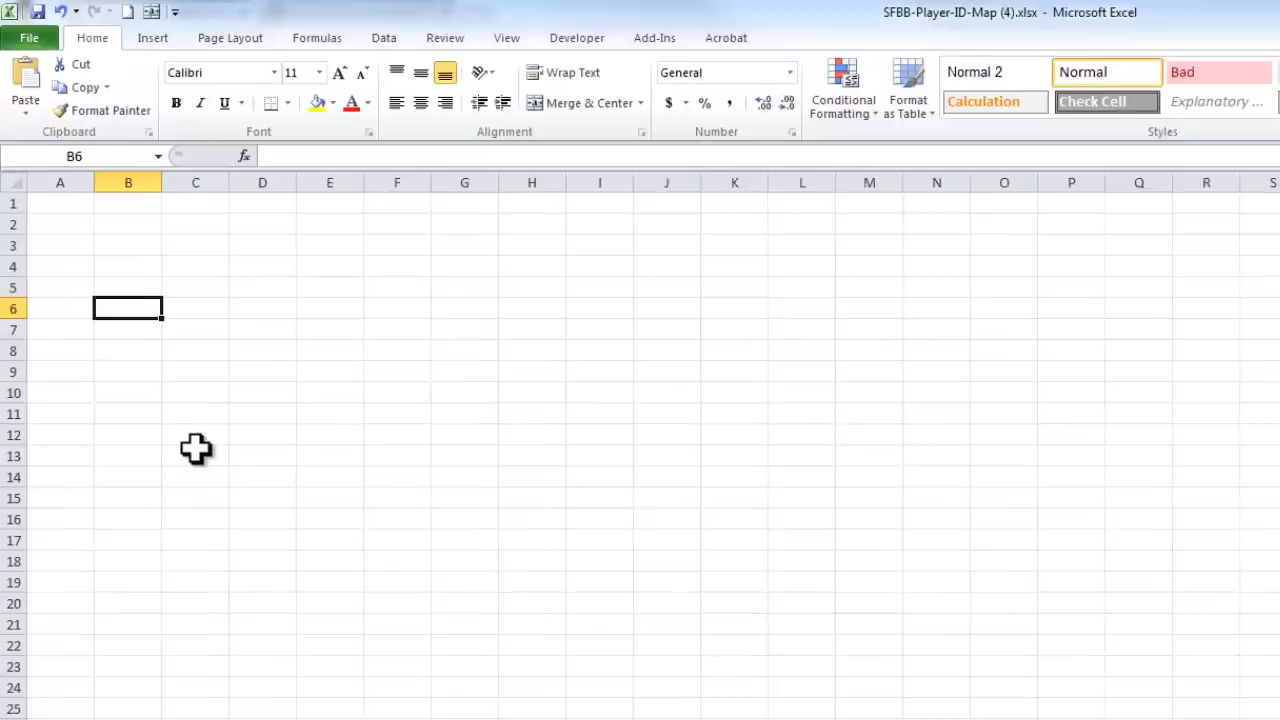 SFBB-Player-ID-Map (4).xlsx - Microsoft Excel
File Home Insert Page Layout Formulas Data Review View Developer Add-Ins Acrobat
Paste
Cut
Copy
Format Painter
Clipboard
Calibri 11 A A
B I U A
Font
Wrap Text
Merge & Center
Alignment
General
$ % , .0 .00 .00 .0
Number
Conditional Formatting
Format as Table
Normal 2 Normal Bad
Calculation Check Cell Explanatory ...
Styles
B6 fx
A B C D E F G H I J K L M N O P Q R S
1
2
3
4
5
6
7
8
9
10
11
12
13
14
15
16
17
18
19
20
21
22
23
24
25